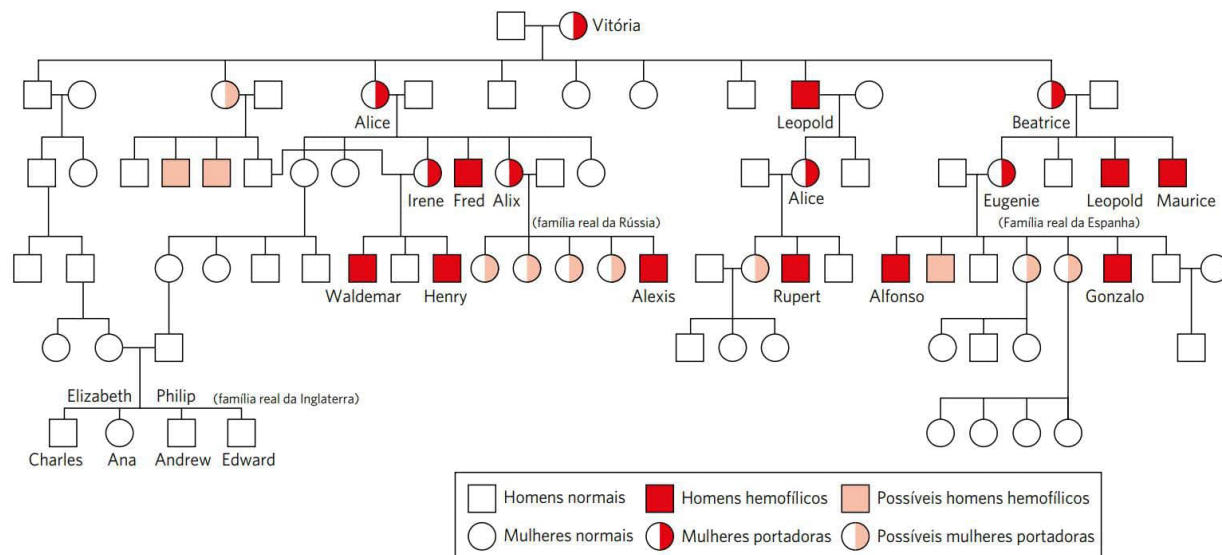 Vitória
Alice
Leopold
Beatrice
Irene Fred Alix
Alice
Eugenie
Leopold Maurice
(família real da Rússia)
(Família real da Espanha)
Waldemar
Henry
Alexis
Rupert
Alfonso
Gonzalo
Elizabeth
Philip
(família real da Inglaterra)
Charles
Ana
Andrew
Edward
Homens normais
Homens hemofílicos
Possíveis homens hemofílicos
Mulheres normais
Mulheres portadoras
Possíveis mulheres portadoras